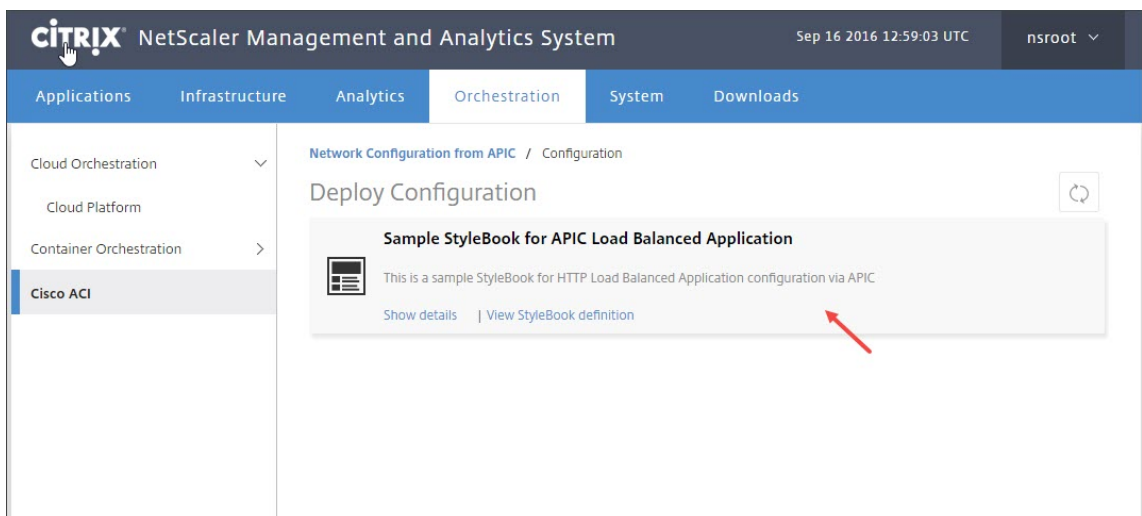 CITRIX NetScaler Management and Analytics System
Sep 16 2016 12:59:03 UTC
nsroot
Applications Infrastructure Analytics Orchestration System Downloads
Cloud Orchestration
Cloud Platform
Container Orchestration
Cisco ACI
Network Configuration from APIC / Configuration
Deploy Configuration
Sample StyleBook for APIC Load Balanced Application
This is a sample StyleBook for HTTP Load Balanced Application configuration via APIC
Show details | View StyleBook definition